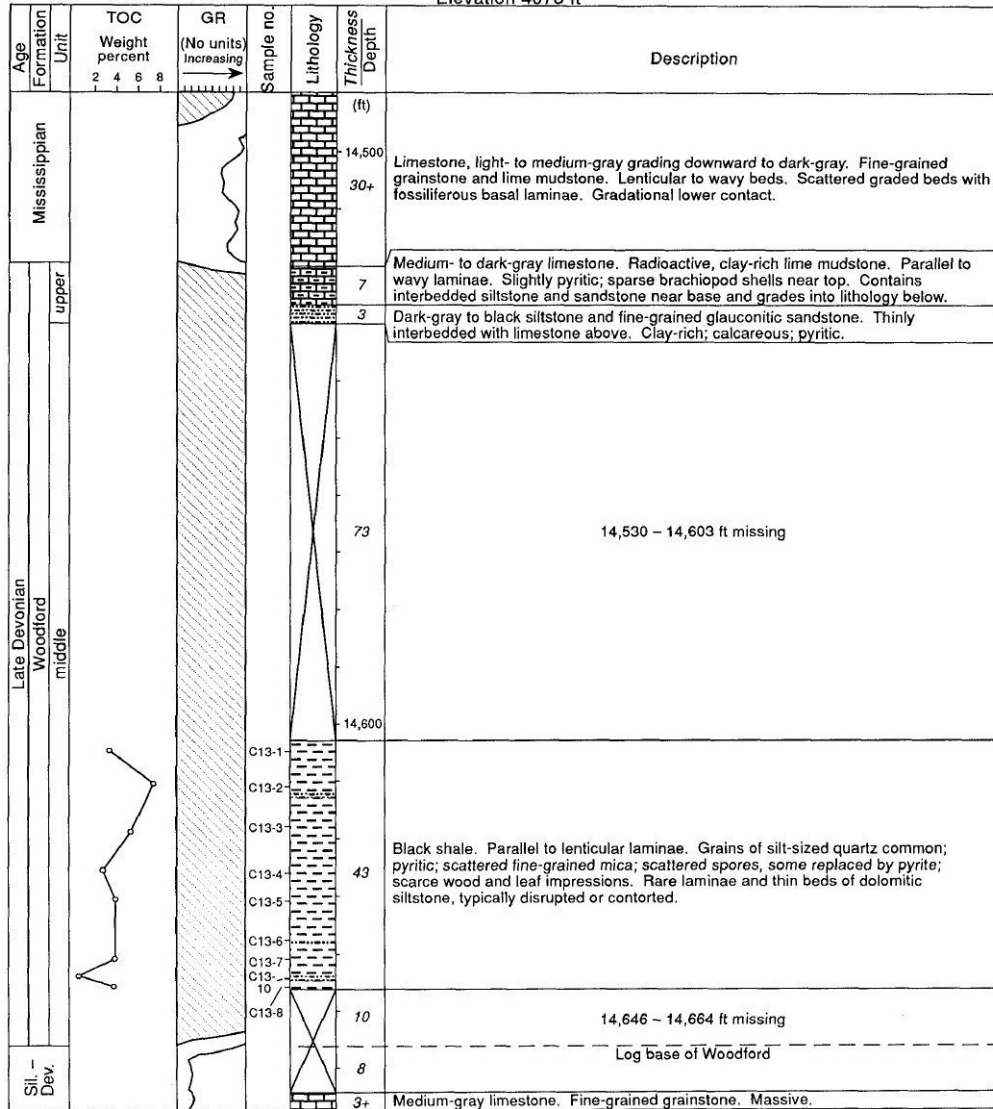 Age
Formation
Unit
TOC
Weight
percent
2 4 6 8
GR
(No units)
Increasing
Sample no.
Lithology
Thickness
Depth
Description
(ft)
Mississippian
14,500
30+
Limestone, light- to medium-gray grading downward to dark-gray. Fine-grained
grainstone and lime mudstone. Lenticular to wavy beds. Scattered graded beds with
fossiliferous basal laminae. Gradational lower contact.
Late Devonian
Woodford
upper
7
Medium- to dark-gray limestone. Radioactive, clay-rich lime mudstone. Parallel to
wavy laminae. Slightly pyritic; sparse brachiopod shells near top. Contains
interbedded siltstone and sandstone near base and grades into lithology below.
3
Dark-gray to black siltstone and fine-grained glauconitic sandstone. Thinly
interbedded with limestone above. Clay-rich; calcareous; pyritic.
middle
73
14,530 – 14,603 ft missing
14,600
C13-1
C13-2
C13-3
C13-4
C13-5
C13-6
C13-7
C13-
10
C13-8
43
Black shale. Parallel to lenticular laminae. Grains of silt-sized quartz common;
pyritic; scattered fine-grained mica; scattered spores, some replaced by pyrite;
scarce wood and leaf impressions. Rare laminae and thin beds of dolomitic
siltstone, typically disrupted or contorted.
10
14,646 – 14,664 ft missing
Log base of Woodford
Sil. –
Dev.
8
3+
Medium-gray limestone. Fine-grained grainstone. Massive.